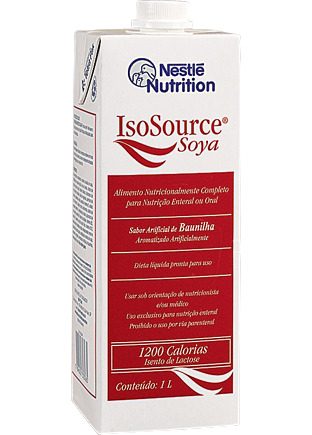 Nestlé
Nutrition
IsoSource®
Soya
Alimento Nutricionalmente Completo
para Nutrição Enteral ou Oral
Sabor Artificial de Baunilha
Aromatizado Artificialmente
Dieta líquida pronta para uso
Usar sob orientação de nutricionista
e/ou médico
Uso exclusivo para nutrição enteral
Proibido o uso por via parenteral
1200 Calorias
Isento de Lactose
Conteúdo: 1 L